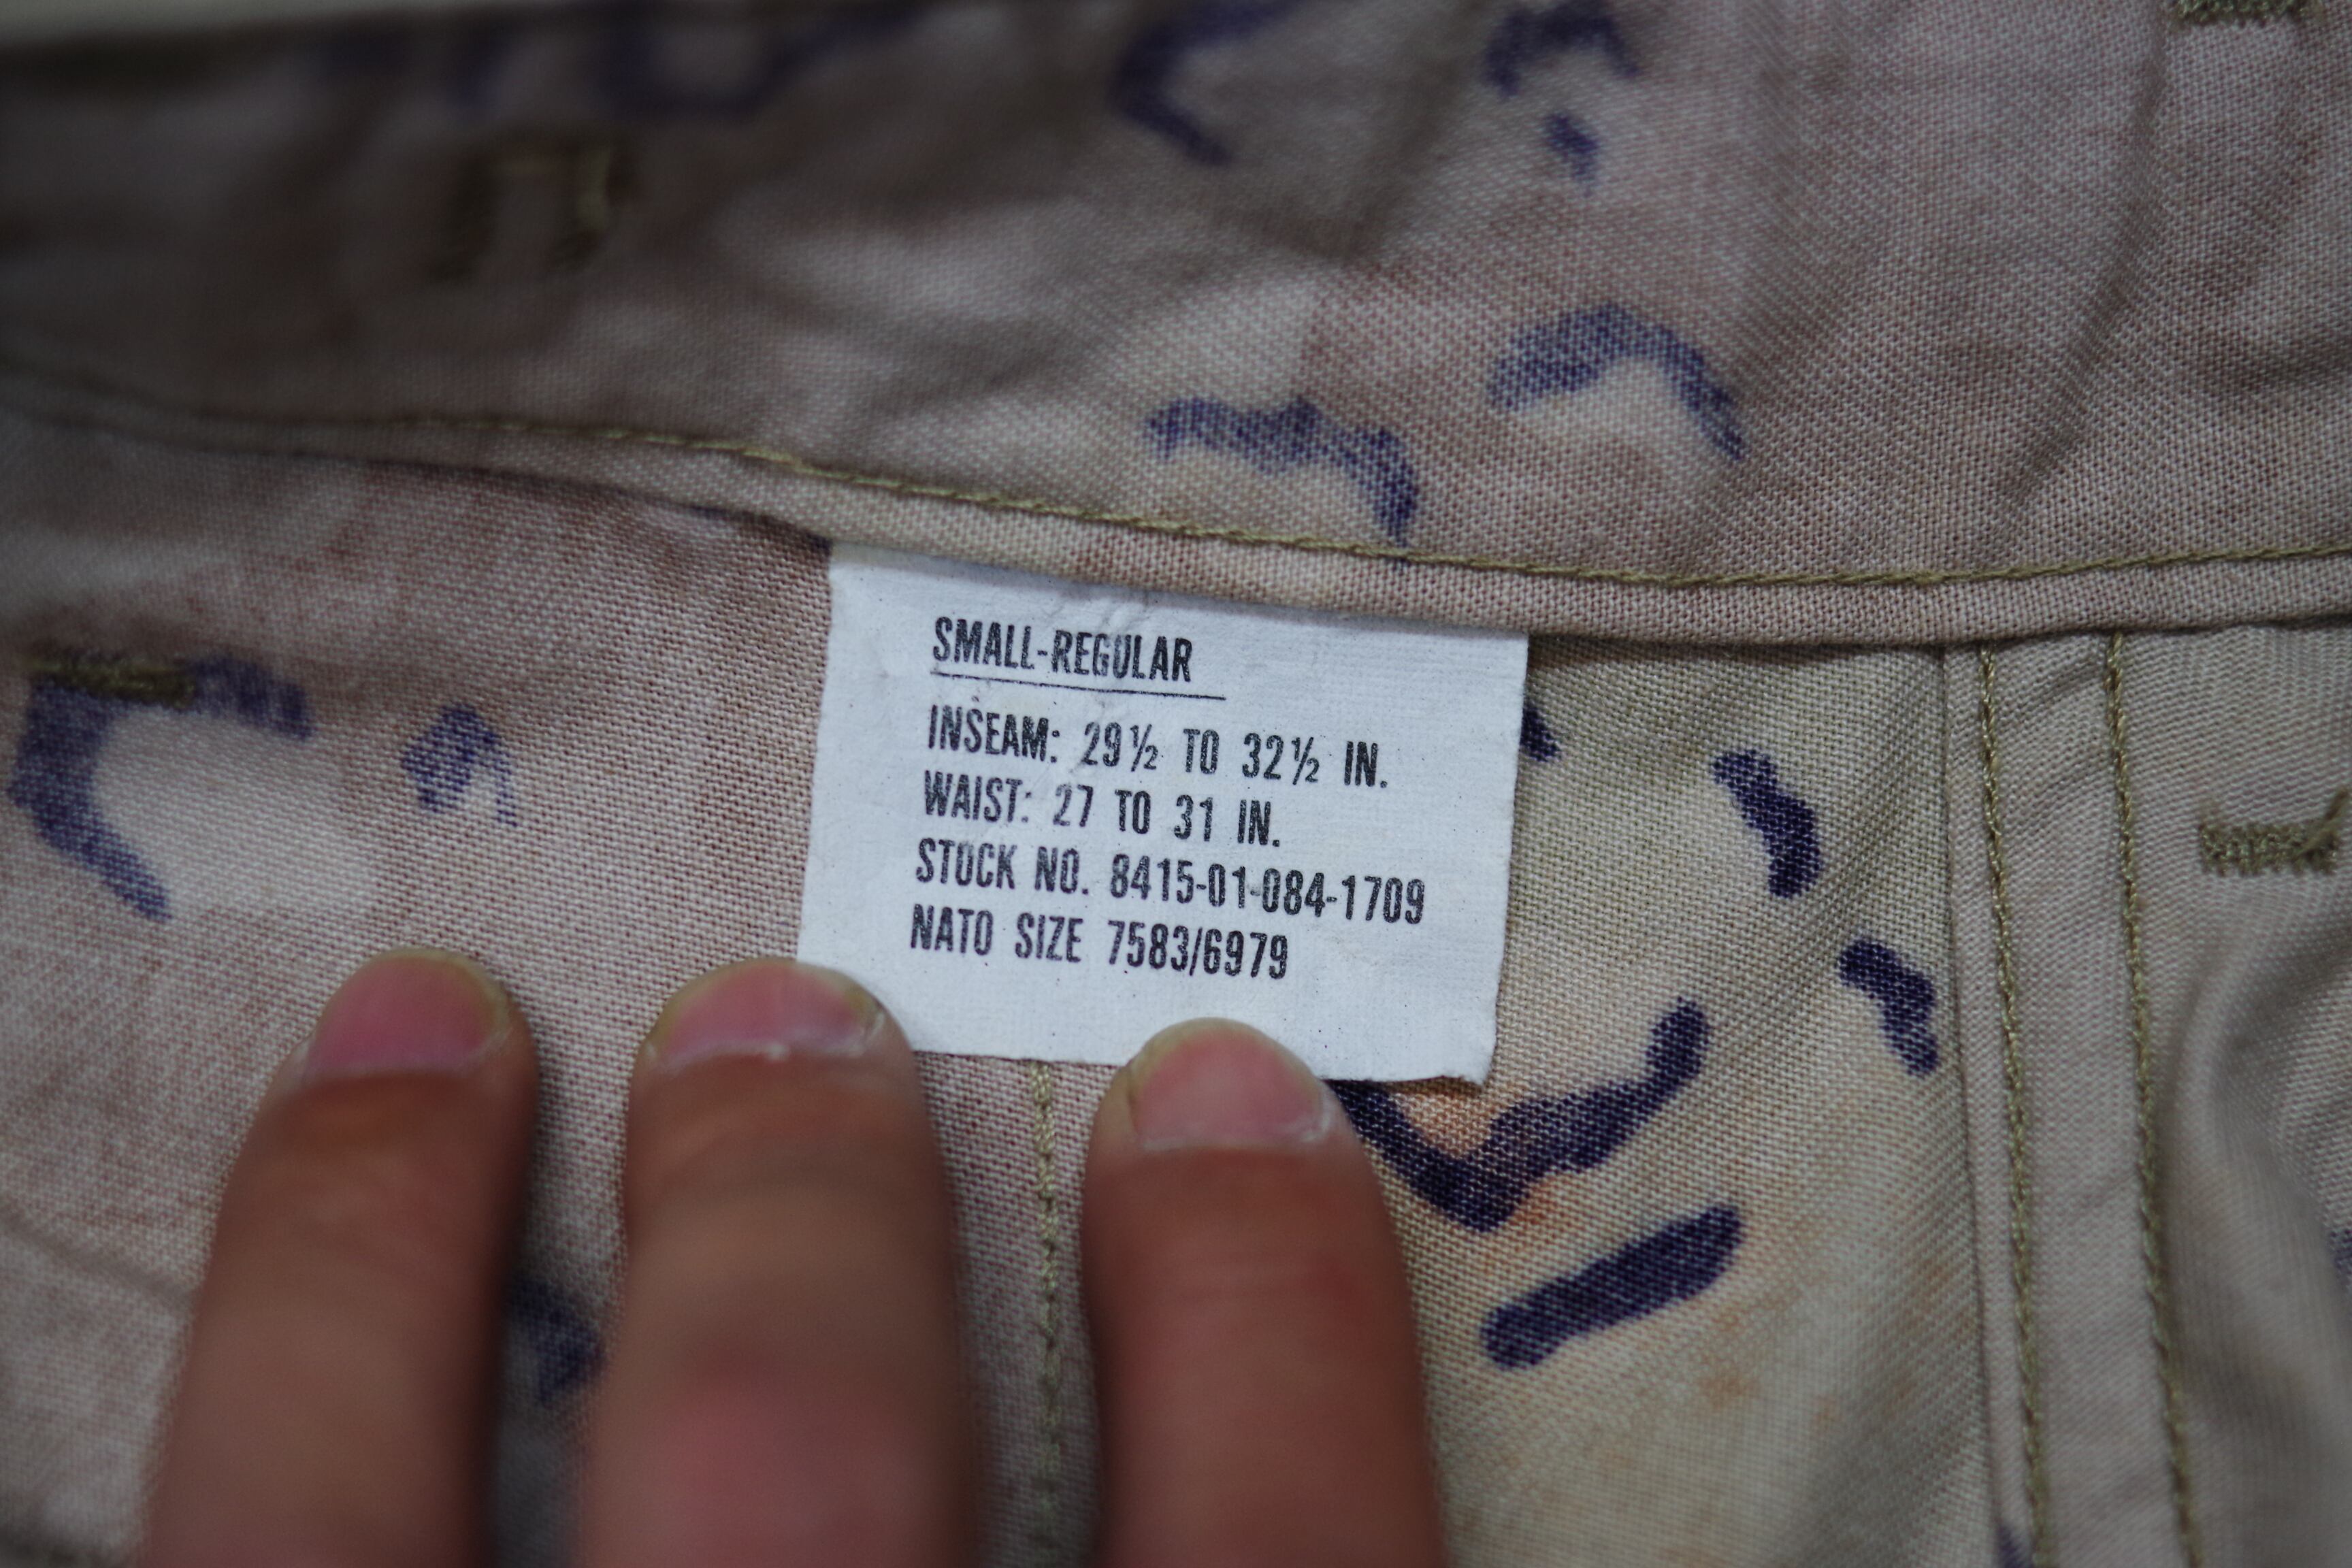 SMALL-REGULAR
INSEAM: 29½ TO 32½ IN.
WAIST: 27 TO 31 IN.
STOCK NO. 8415-01-084-1709
NATO SIZE 7583/6979